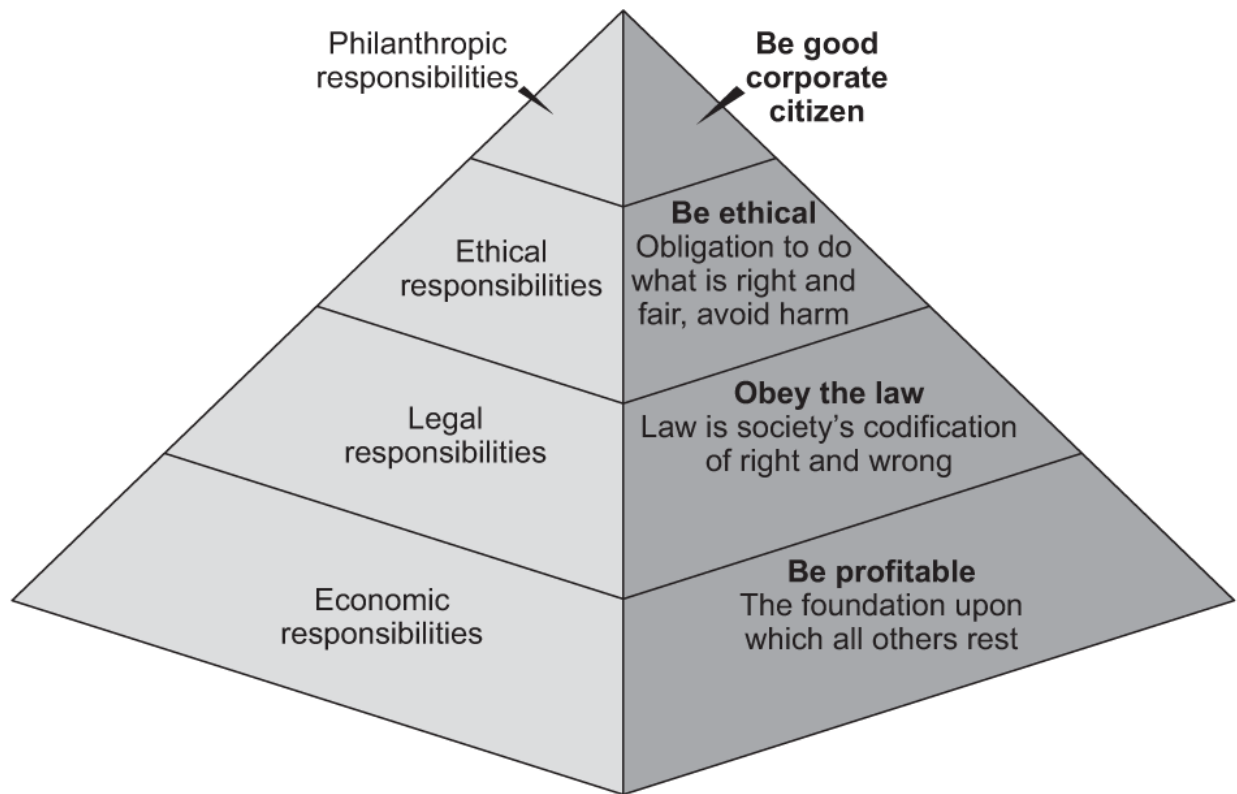 Philanthropic
responsibilities
Be good
corporate
citizen
Ethical
responsibilities
Be ethical
Obligation to do
what is right and
fair, avoid harm
Legal
responsibilities
Obey the law
Law is society’s codification
of right and wrong
Economic
responsibilities
Be profitable
The foundation upon
which all others rest